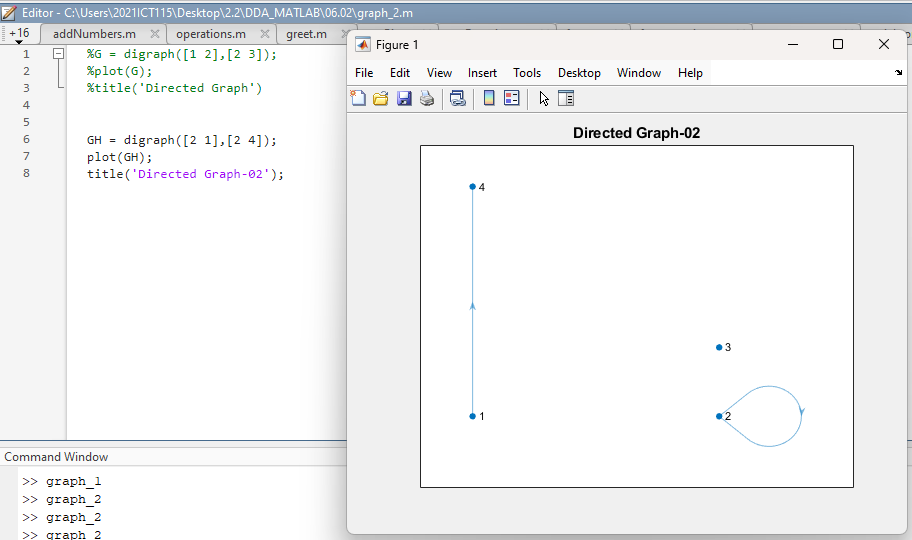 Editor - C:\Users\2021ICT115\Desktop\2.2\DDA_MATLAB\06.02\graph_2.m
+16 addNumbers.m operations.m greet.m
1 %G = digraph([1 2],[2 3]);
2 %plot(G);
3 %title('Directed Graph')
4
5
6 GH = digraph([2 1],[2 4]);
7 plot(GH);
8 title('Directed Graph-02');
Figure 1
File Edit View Insert Tools Desktop Window Help
Directed Graph-02
4
3
1
2
Command Window
>> graph_1
>> graph_2
>> graph_2
>> graph_2